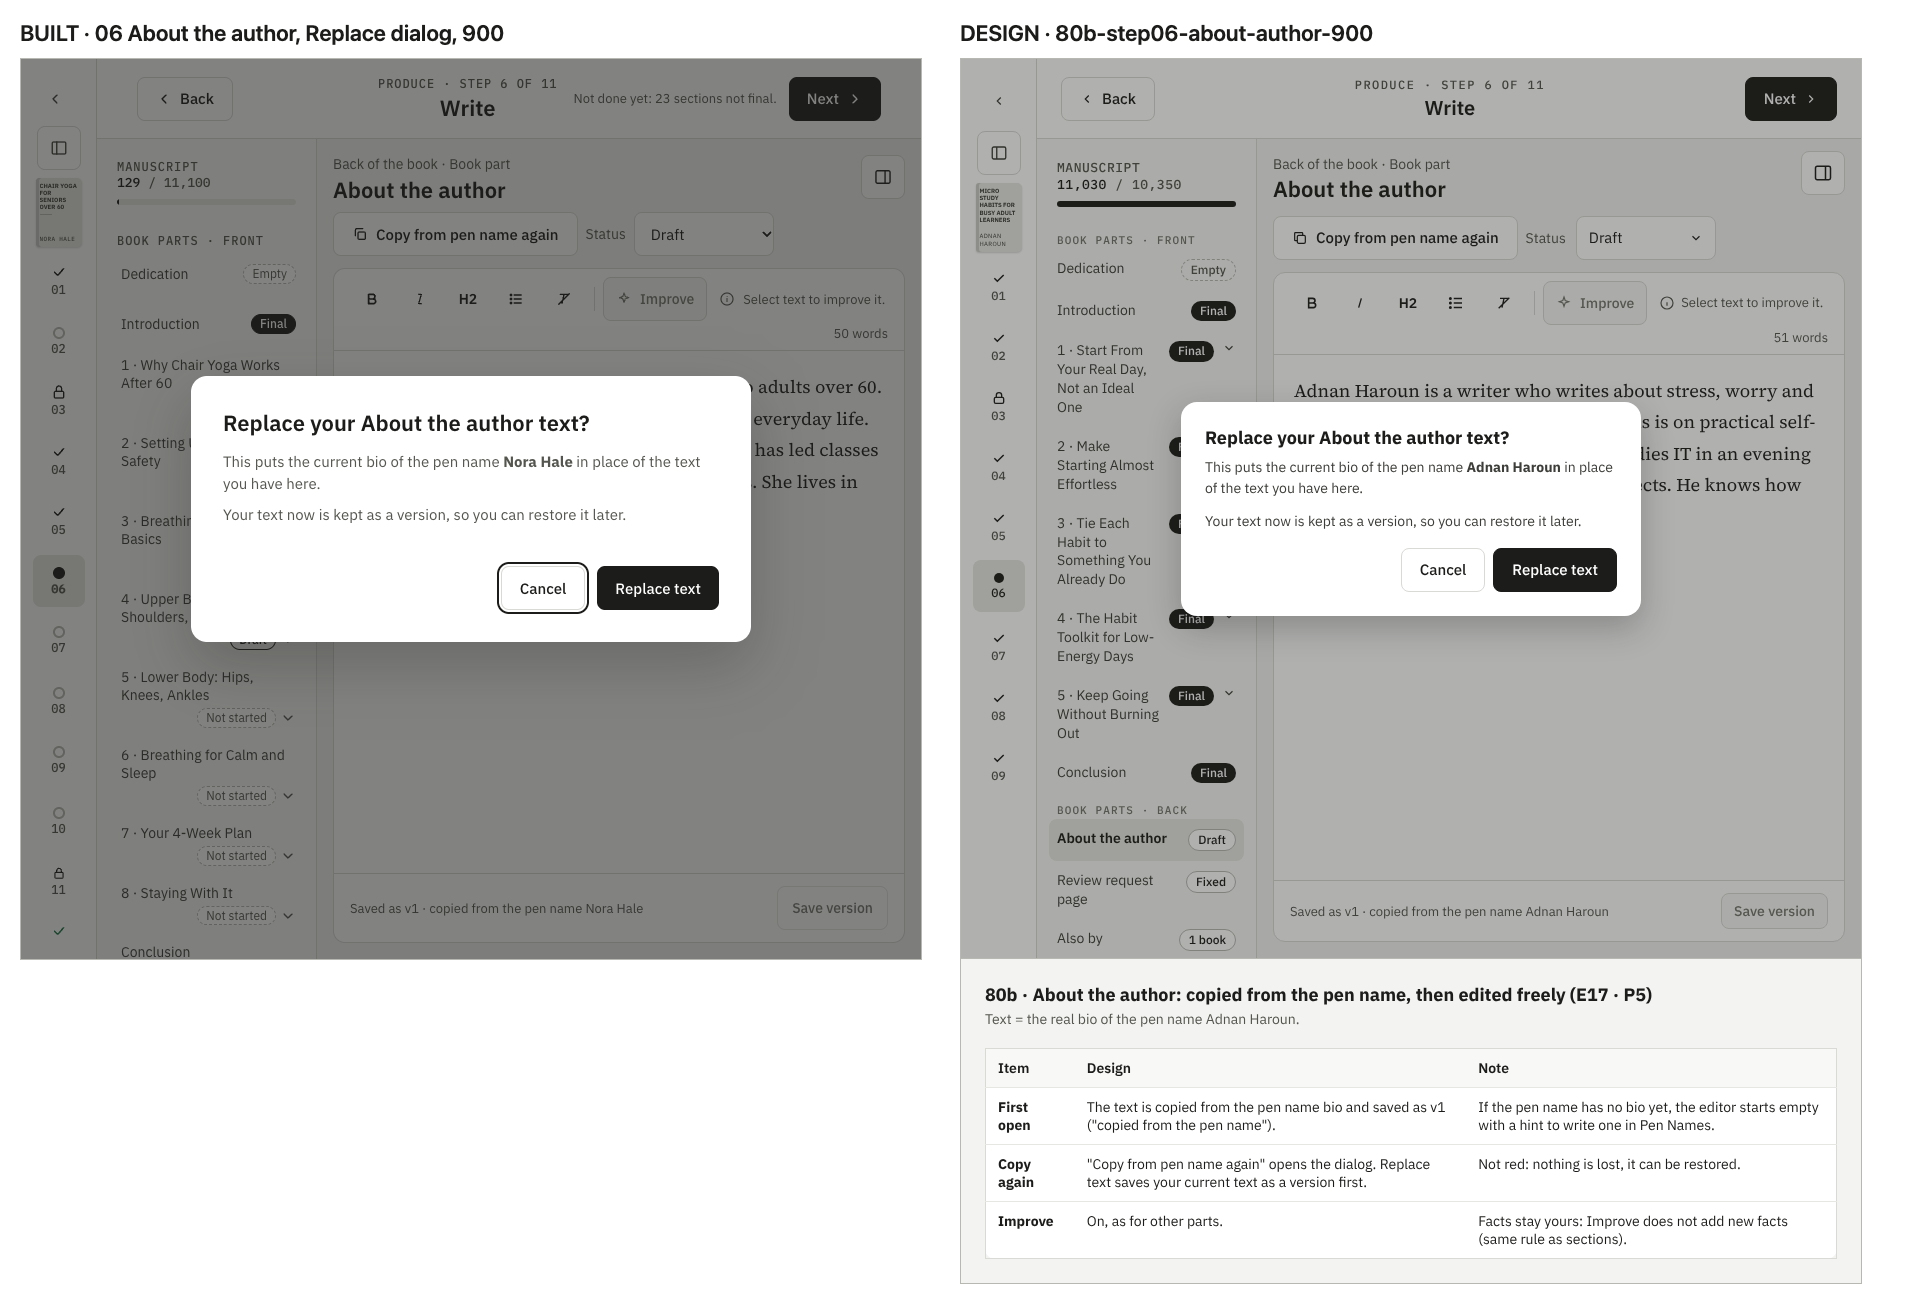 BUILT · 06 About the author, Replace dialog, 900
Back
PRODUCE · STEP 6 OF 11
Write
Not done yet: 23 sections not final.
Next
CHAIR YOGA
FOR
SENIORS
OVER 60
NORA HALE
01
02
03
04
05
06
07
08
09
10
11
MANUSCRIPT
129 / 11,100
BOOK PARTS · FRONT
Dedication
Empty
Introduction
Final
1 · Why Chair Yoga Works
After 60
2 · Setting
Safety
3 ·
Basics
4 · Upper
Shoulders,
5 · Lower Body: Hips,
Knees, Ankles
Not started
6 · Breathing for Calm and
Sleep
Not started
7 · Your 4-Week Plan
Not started
8 · Staying With It
Not started
Conclusion
Back of the book · Book part
About the author
Copy from pen name again
Status
Draft
B
I
H2
Improve
Select text to improve it.
50 words
adults over 60.
everyday life.
has led classes
She lives in
Replace your About the author text?
This puts the current bio of the pen name Nora Hale in place of the text
you have here.
Your text now is kept as a version, so you can restore it later.
Cancel
Replace text
Saved as v1 · copied from the pen name Nora Hale
Save version
DESIGN · 80b-step06-about-author-900
Back
PRODUCE · STEP 6 OF 11
Write
Next
MICRO
STUDY
HABITS FOR
BUSY ADULT
LEARNERS
ADNAN
HAROUN
01
02
03
04
05
06
07
08
09
MANUSCRIPT
11,030 / 10,350
BOOK PARTS · FRONT
Dedication
Empty
Introduction
Final
1 · Start From
Your Real Day,
Not an Ideal
One
Final
2 · Make
Starting Almost
Effortless
3 · Tie Each
Habit to
Something You
Already Do
4 · The Habit
Toolkit for Low-
Energy Days
Final
5 · Keep Going
Without Burning
Out
Final
Conclusion
Final
BOOK PARTS · BACK
About the author
Draft
Review request
page
Fixed
Also by
1 book
Back of the book · Book part
About the author
Copy from pen name again
Status
Draft
B
I
H2
Improve
Select text to improve it.
51 words
Adnan Haroun is a writer who writes about stress, worry and
is on practical self-
IT in an evening
He knows how
Replace your About the author text?
This puts the current bio of the pen name Adnan Haroun in place
of the text you have here.
Your text now is kept as a version, so you can restore it later.
Cancel
Replace text
Saved as v1 · copied from the pen name Adnan Haroun
Save version
80b · About the author: copied from the pen name, then edited freely (E17 · P5)
Text = the real bio of the pen name Adnan Haroun.
Item
Design
Note
First
open
The text is copied from the pen name bio and saved as v1
("copied from the pen name").
If the pen name has no bio yet, the editor starts empty
with a hint to write one in Pen Names.
Copy
again
"Copy from pen name again" opens the dialog. Replace
text saves your current text as a version first.
Not red: nothing is lost, it can be restored.
Improve
On, as for other parts.
Facts stay yours: Improve does not add new facts
(same rule as sections).